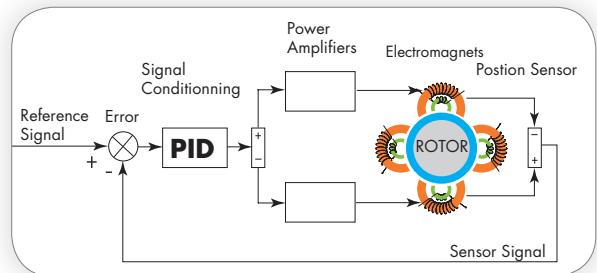 Power
Amplifiers
Electromagnets
Signal
Conditionning
Postion Sensor
Reference
Signal
Error
+
-
PID
+
−
ROTOR
−
+
Sensor Signal